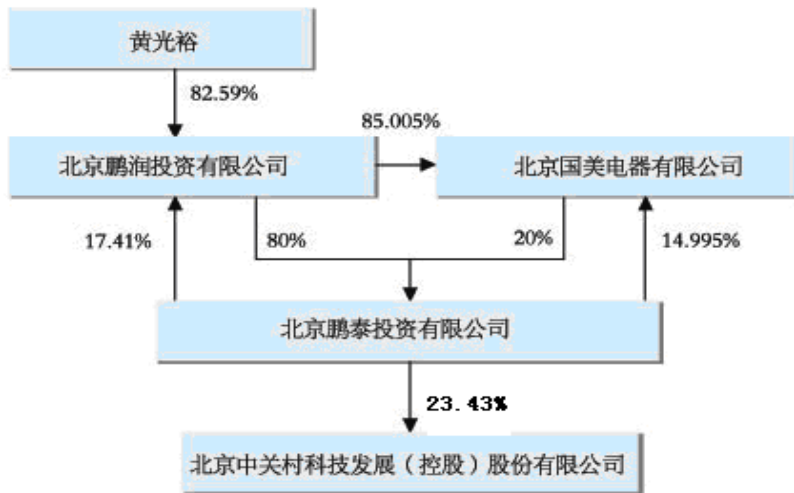 黄光裕
82.59%
85.005%
北京鹏润投资有限公司
北京国美电器有限公司
17.41%
80%
20%
14.995%
北京鹏泰投资有限公司
23.43%
北京中关村科技发展（控股）股份有限公司